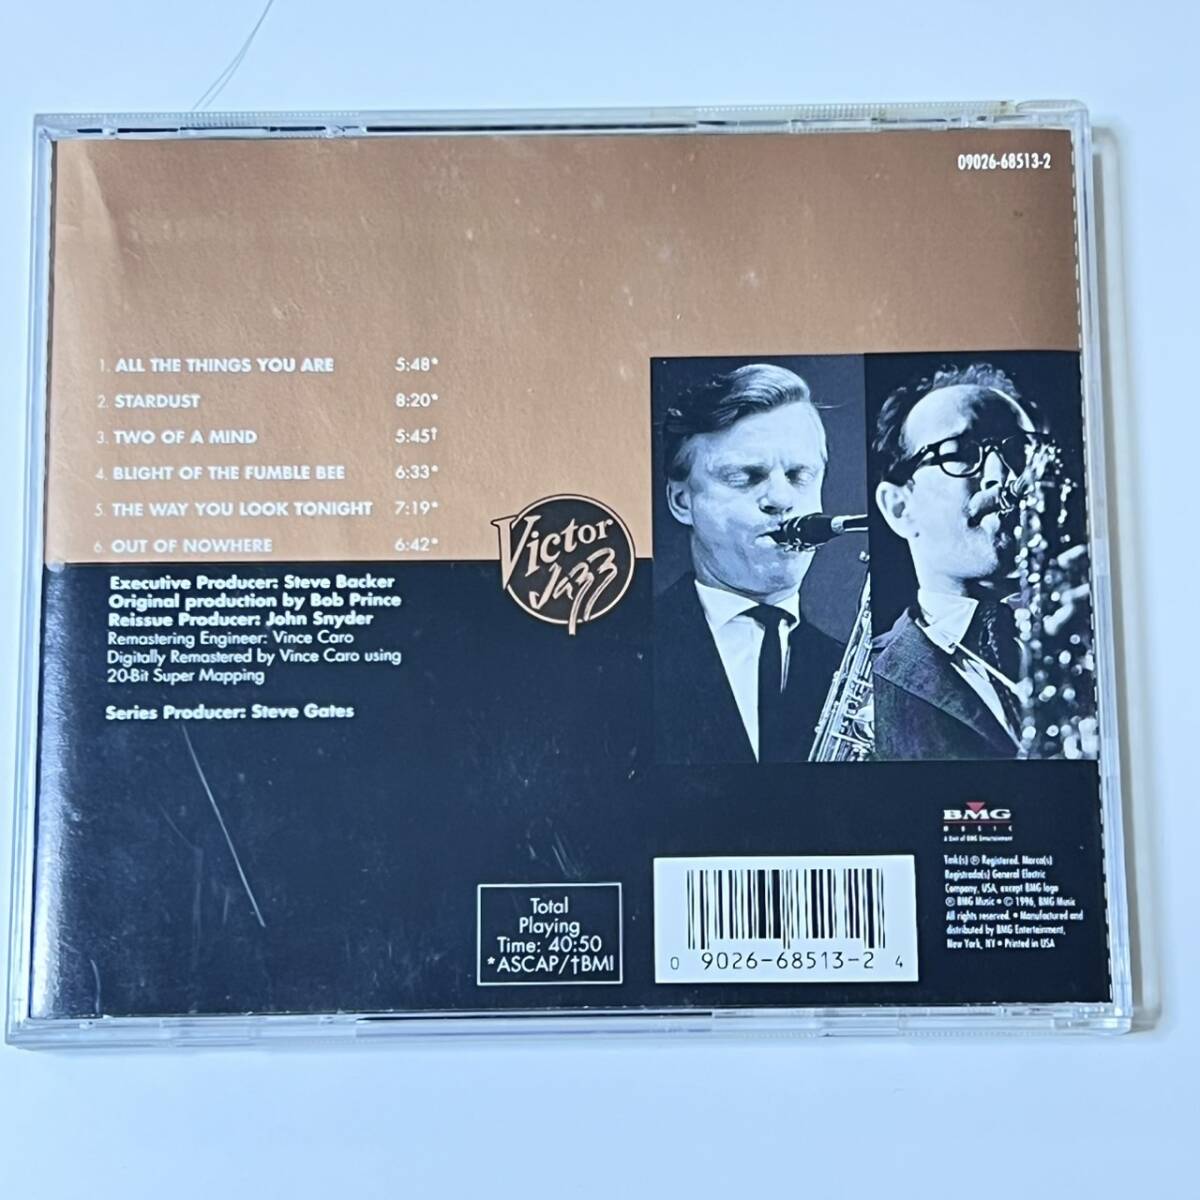 09026-68513-2
1. ALL THE THINGS YOU ARE 5:48*
2. STARDUST 8:20*
3. TWO OF A MIND 5:45†
4. BLIGHT OF THE FUMBLE BEE 6:33*
5. THE WAY YOU LOOK TONIGHT 7:19*
6. OUT OF NOWHERE 6:42*
Victor
Jazz
Executive Producer: Steve Backer
Original production by Bob Prince
Reissue Producer: John Snyder
Remastering Engineer: Vince Caro
Digitally Remastered by Vince Caro using
20-Bit Super Mapping
Series Producer: Steve Gates
Total
Playing
Time: 40:50
*ASCAP/†BMI
0 9026-68513-2 4
BMG
MUSIC
A Unit of BMG Entertainment
Tmk(s) ® Registered. Marca(s)
Registrada(s) General Electric
Company, USA, except BMG logo
℗ BMG Music • © 1996, BMG Music
All rights reserved. • Manufactured and
distributed by BMG Entertainment,
New York, NY • Printed in USA